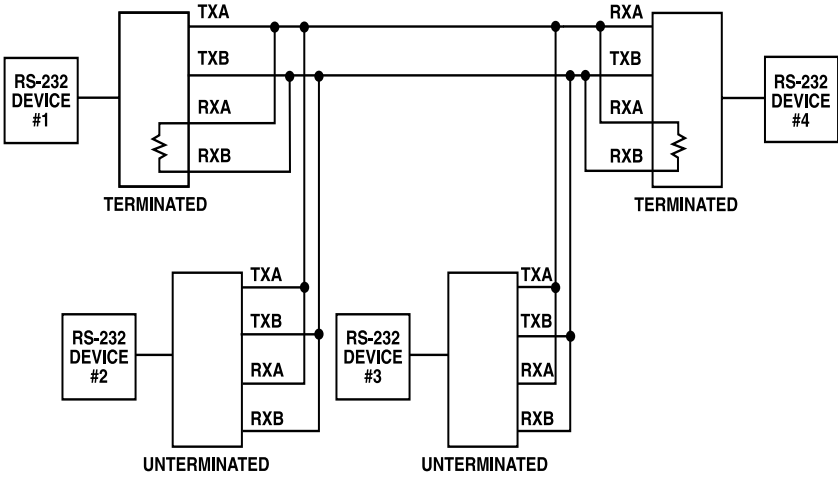 TXA
TXB
RXA
RXB
RS-232
DEVICE
#1
TERMINATED
RXA
TXB
RXA
RXB
RS-232
DEVICE
#4
TERMINATED
TXA
TXB
RXA
RXB
RS-232
DEVICE
#2
UNTERMINATED
TXA
TXB
RXA
RXB
RS-232
DEVICE
#3
UNTERMINATED